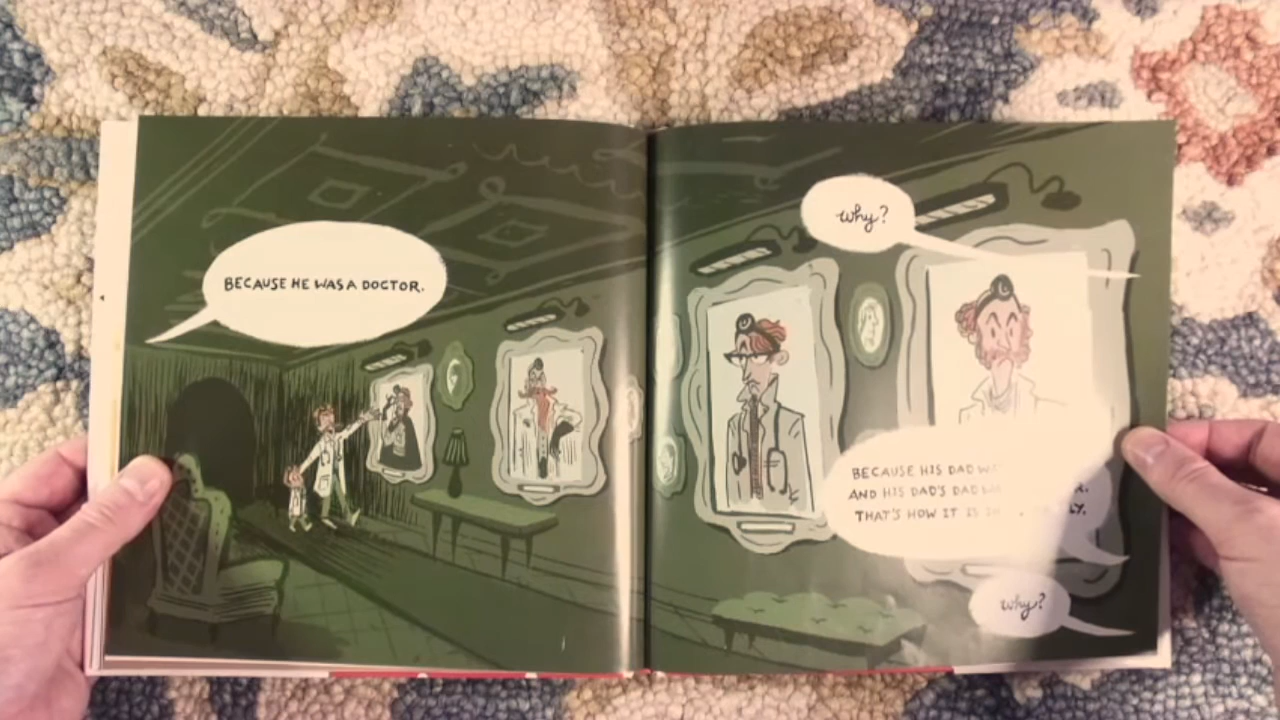 BECAUSE HE WAS A DOCTOR.
Why?
BECAUSE HIS DAD
AND HIS DAD'S DAD
THAT'S HOW IT IS
Why?